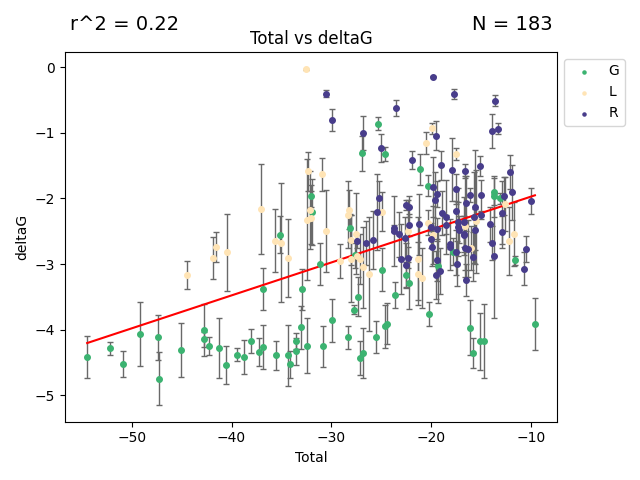 r^2 = 0.22
N = 183
Total vs deltaG
G
L
R
0
−1
−2
−3
−4
−5
deltaG
−50
−40
−30
−20
−10
Total